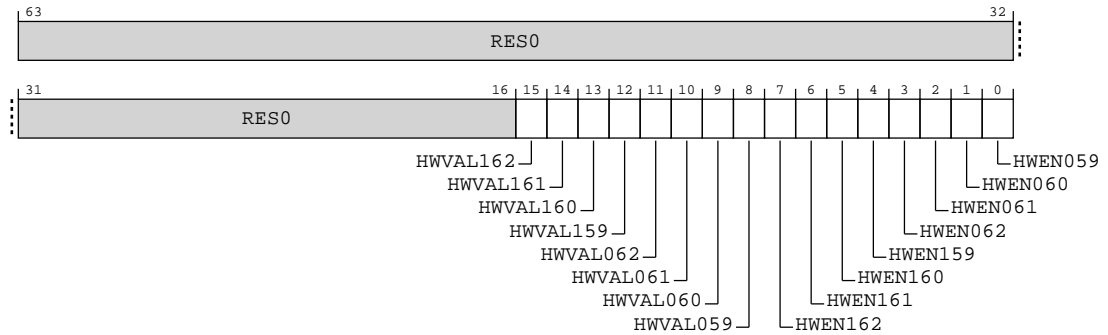 63 32
RES0
31 16 15 14 13 12 11 10 9 8 7 6 5 4 3 2 1 0
RES0
HWVAL162 HWEN059
HWVAL161 HWEN060
HWVAL160 HWEN061
HWVAL159 HWEN062
HWVAL062 HWEN159
HWVAL061 HWEN160
HWVAL060 HWEN161
HWVAL059 HWEN162